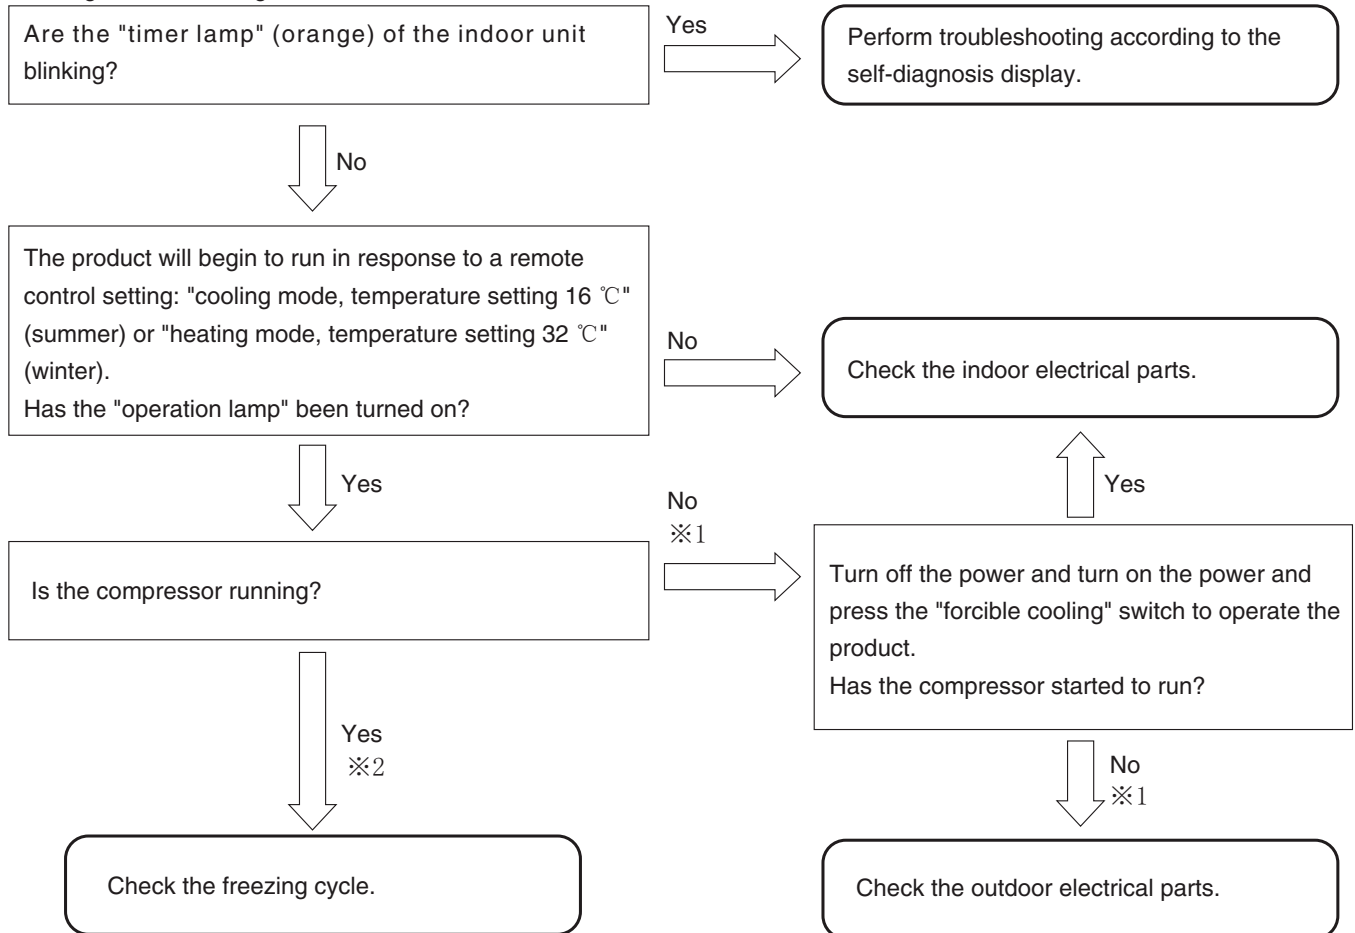 Are the "timer lamp" (orange) of the indoor unit
blinking?
Yes
Perform troubleshooting according to the
self-diagnosis display.
No
The product will begin to run in response to a remote
control setting: "cooling mode, temperature setting 16 ℃"
(summer) or "heating mode, temperature setting 32 ℃"
(winter).
Has the "operation lamp" been turned on?
No
Check the indoor electrical parts.
Yes
Yes
No
※1
Is the compressor running?
Turn off the power and turn on the power and
press the "forcible cooling" switch to operate the
product.
Has the compressor started to run?
Yes
※2
No
※1
Check the freezing cycle.
Check the outdoor electrical parts.